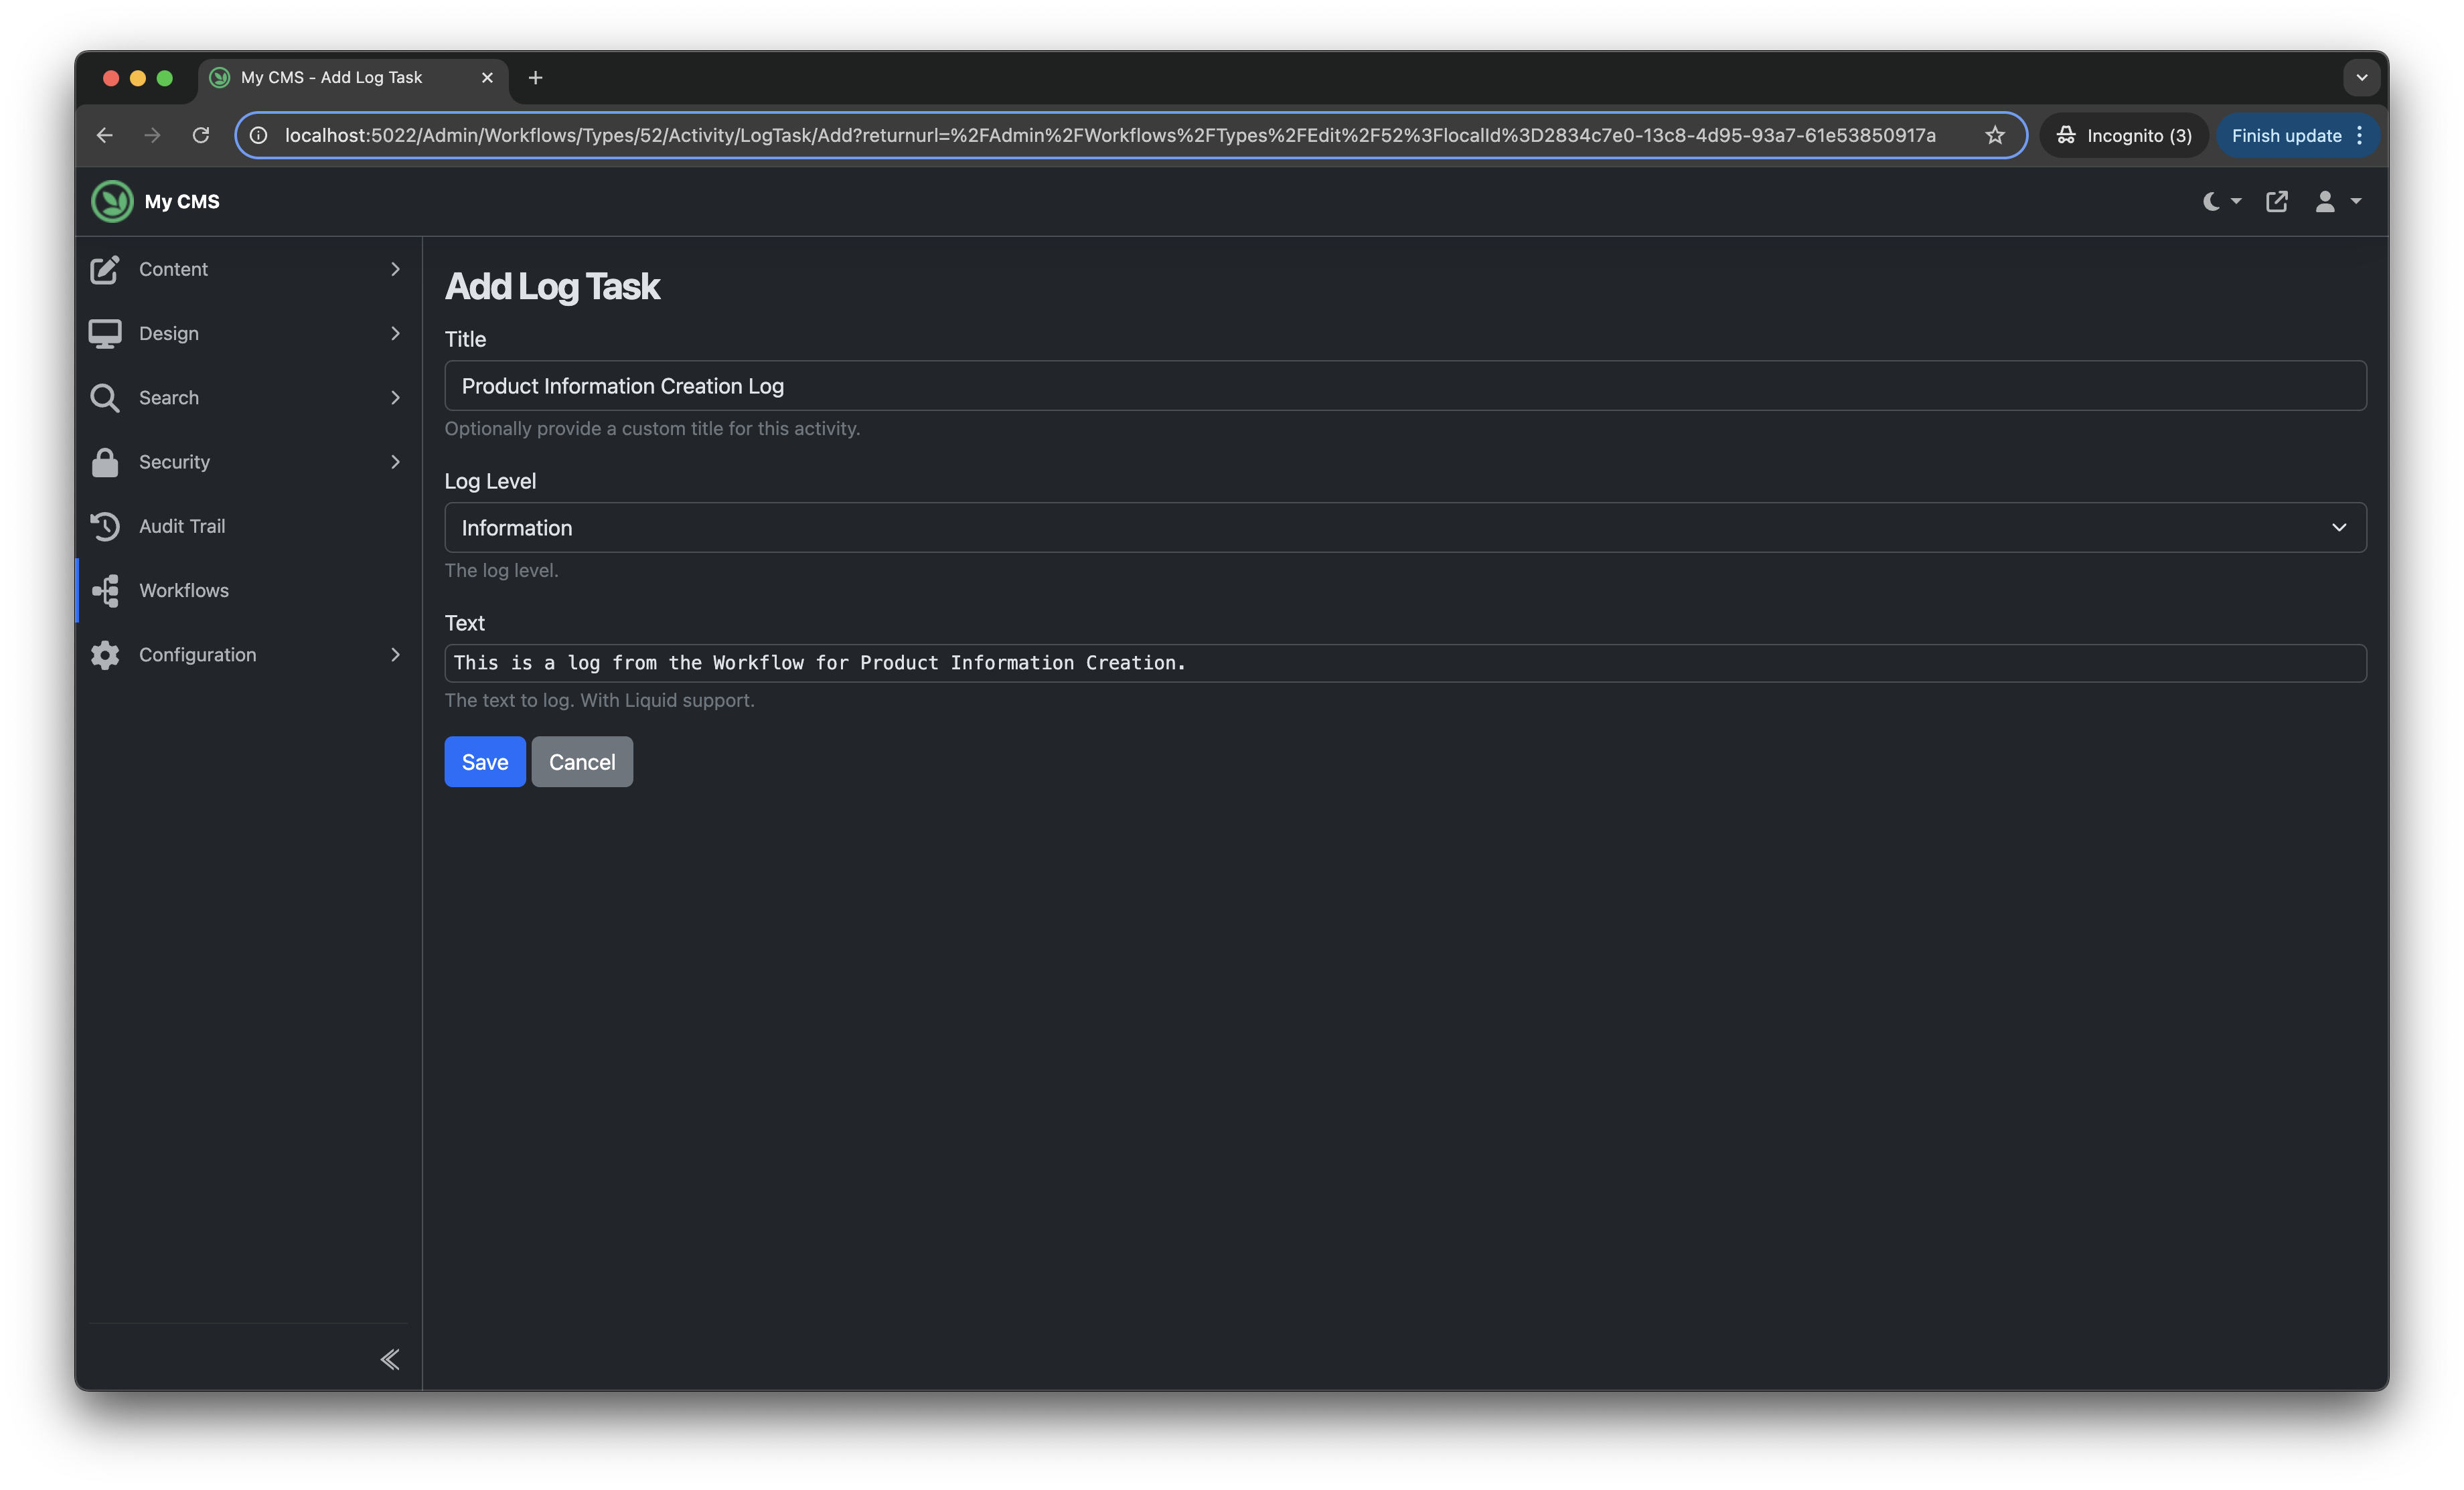 My CMS - Add Log Task
localhost:5022/Admin/Workflows/Types/52/Activity/LogTask/Add?returnurl=%2FAdmin%2FWorkflows%2FTypes%2FEdit%2F52%3FlocalId%3D2834c7e0-13c8-4d95-93a7-61e53850917a
Incognito (3)
Finish update
My CMS
Content
Design
Search
Security
Audit Trail
Workflows
Configuration
Add Log Task
Title
Product Information Creation Log
Optionally provide a custom title for this activity.
Log Level
Information
The log level.
Text
This is a log from the Workflow for Product Information Creation.
The text to log. With Liquid support.
Save Cancel